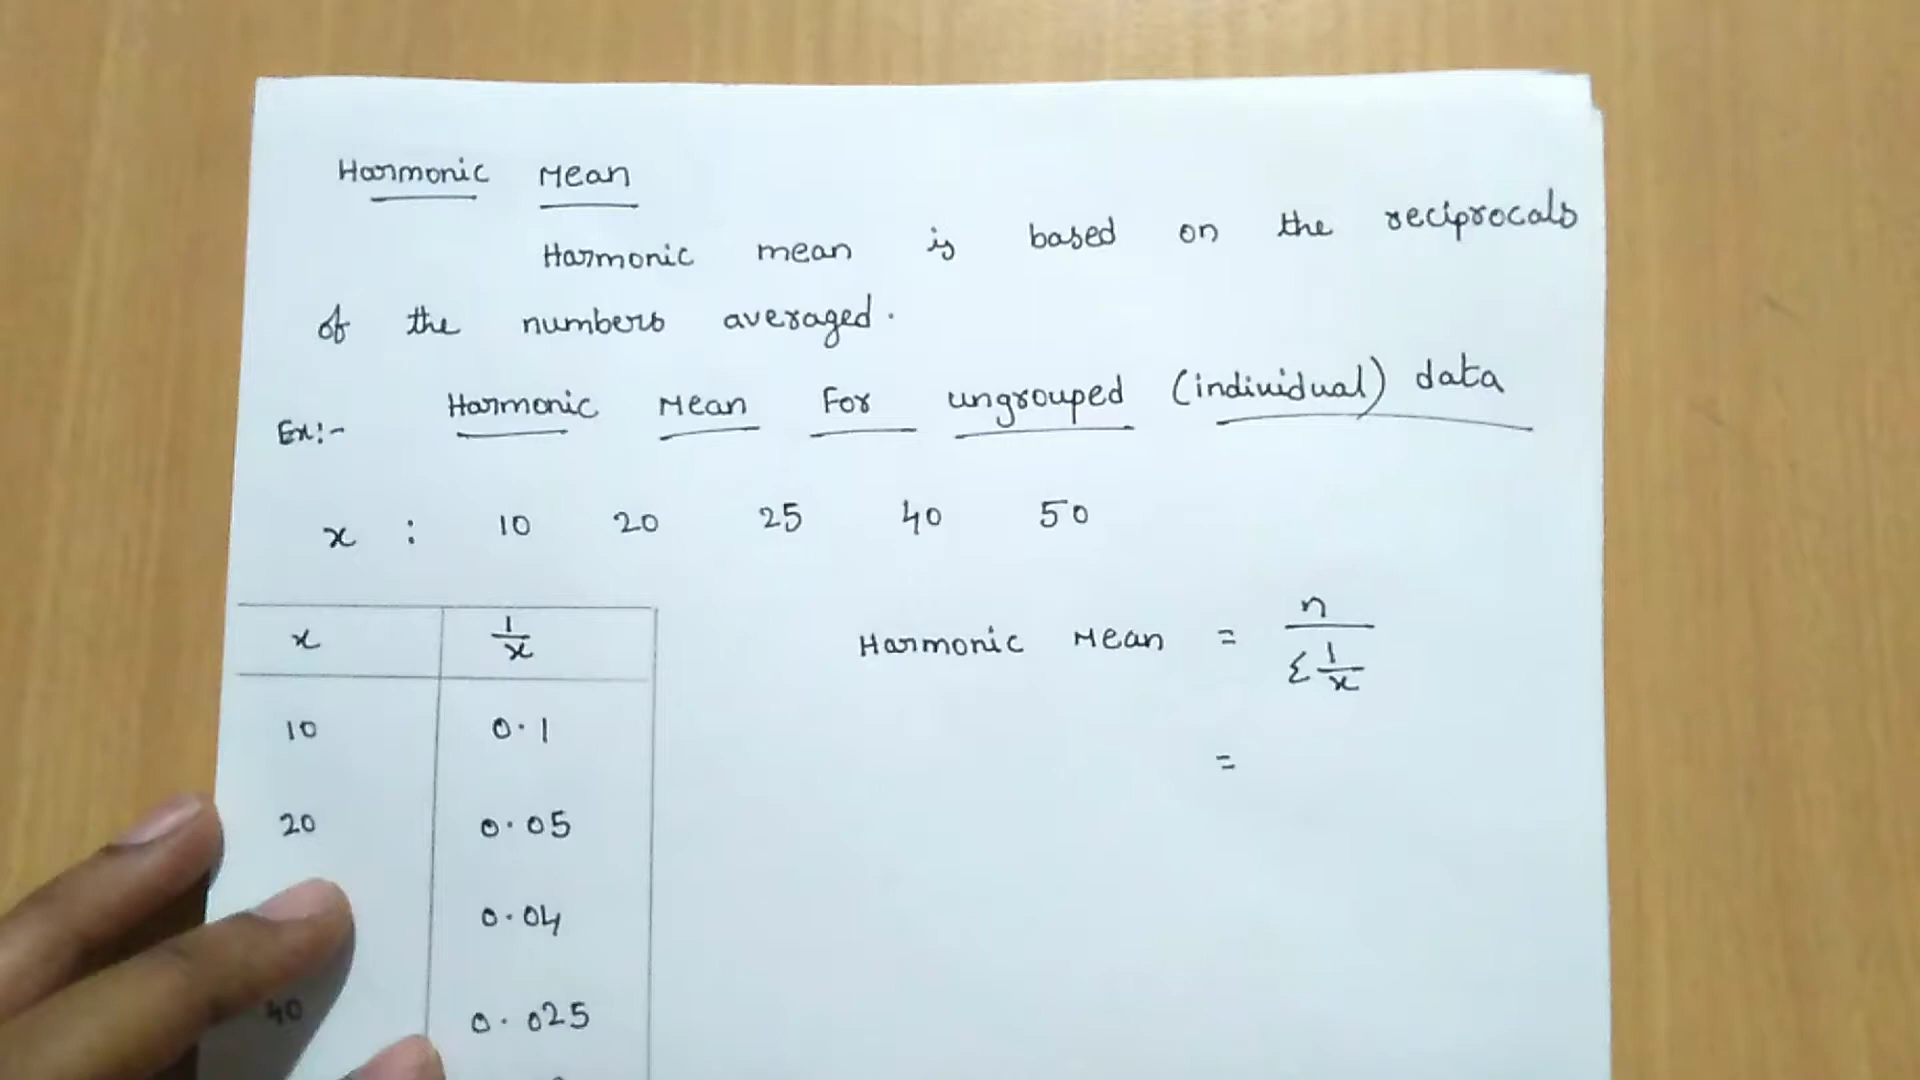 Harmonic Mean
Harmonic mean is based on the reciprocals
of the numbers averaged.
Ex:- Harmonic Mean For ungrouped (individual) data
x : 10 20 25 40 50
x 1/x
Harmonic Mean = n / Σ 1/x
=
10 0.1
20 0.05
0.04
40 0.025